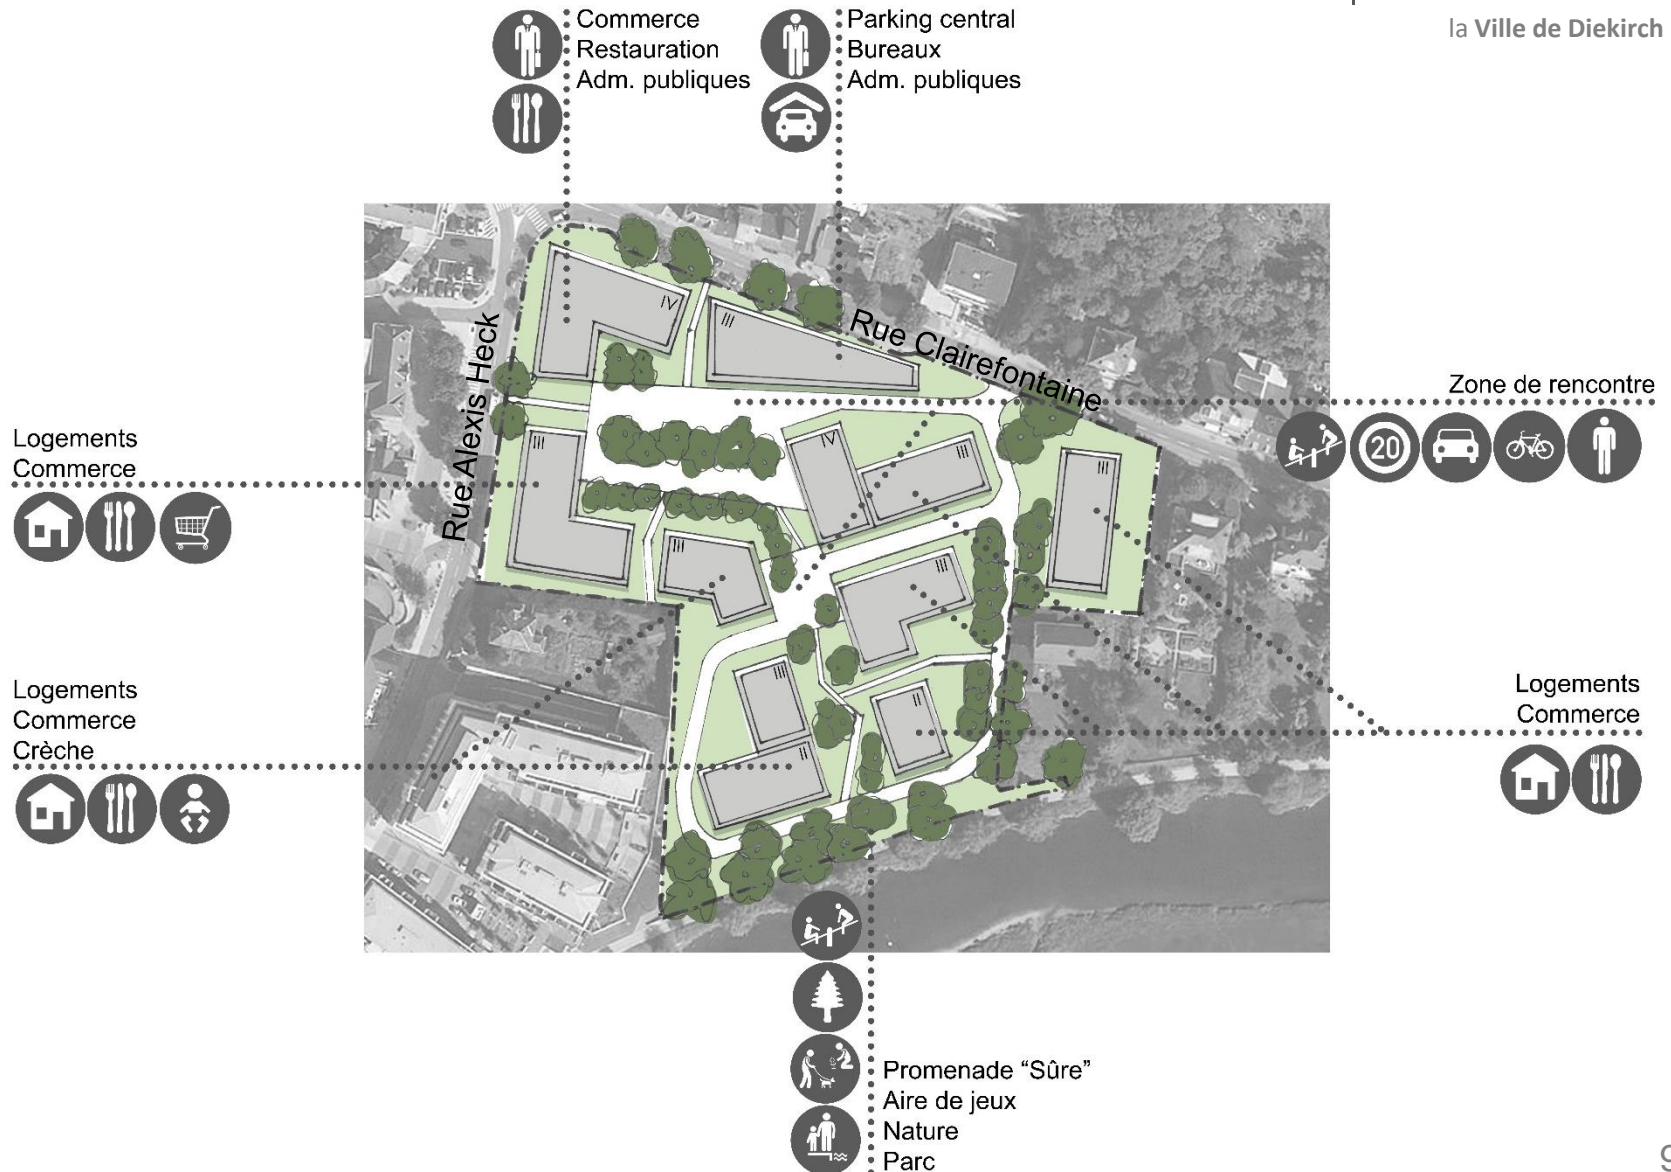 la Ville de Diekirch
Commerce
Restauration
Adm. publiques
Parking central
Bureaux
Adm. publiques
Rue Alexis Heck
Rue Clairefontaine
IV
III
Zone de rencontre
20
Logements
Commerce
III
IV
III
III
III
III
Logements
Commerce
Crèche
III
II
II
Logements
Commerce
Promenade “Sûre”
Aire de jeux
Nature
Parc
9